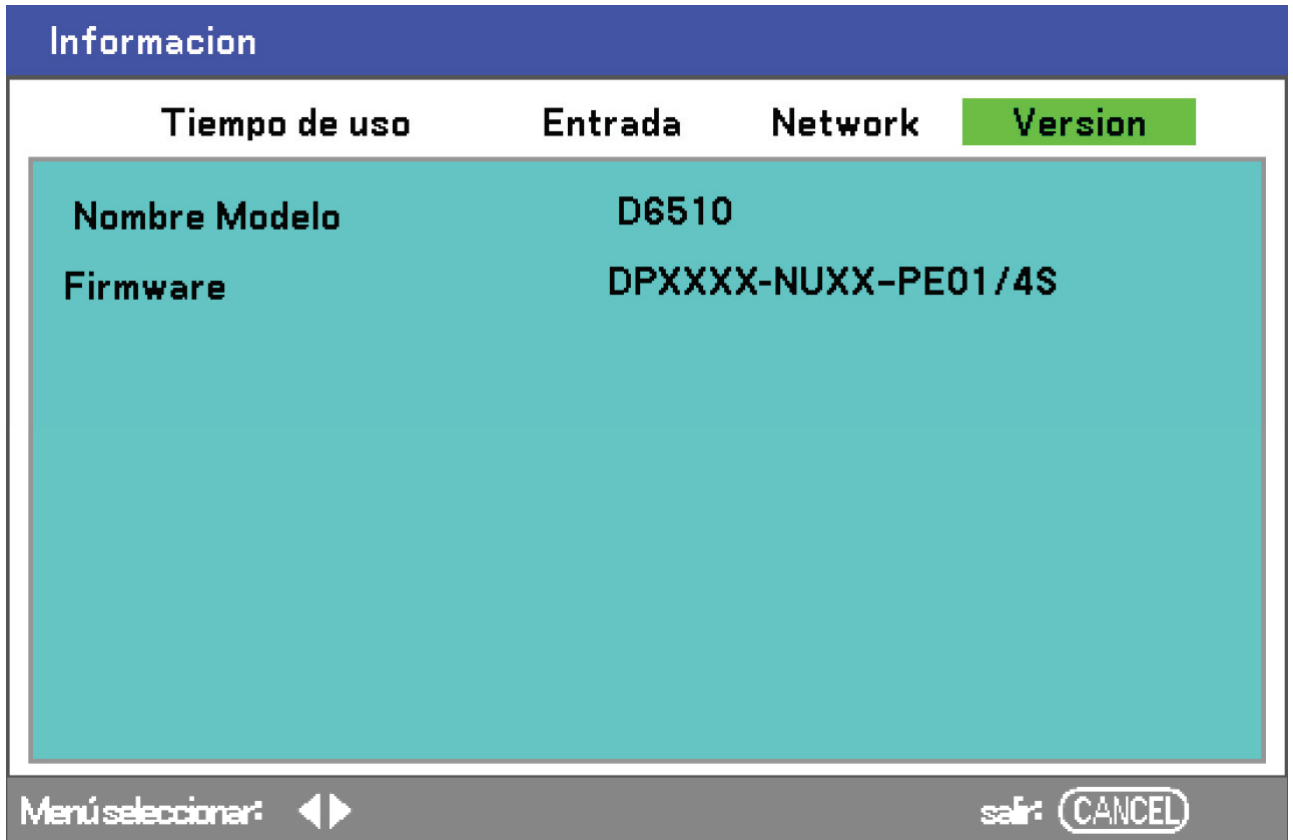 Informacion
Tiempo de uso Entrada Network Version
Nombre Modelo D6510
Firmware DPXXXX-NUXX-PE01/4S
Menú seleccionar: salir: CANCEL